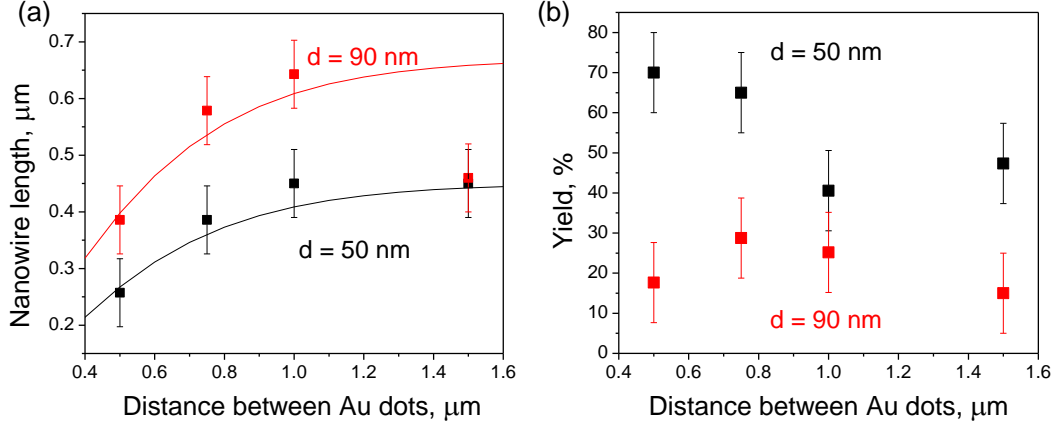 (a)
d = 90 nm
d = 50 nm
Nanowire length, μm
0.7
0.6
0.5
0.4
0.3
0.2
0.4 0.6 0.8 1.0 1.2 1.4 1.6
Distance between Au dots, μm
(b)
d = 50 nm
d = 90 nm
Yield, %
80
70
60
50
40
30
20
10
0
0.4 0.6 0.8 1.0 1.2 1.4 1.6
Distance between Au dots, μm